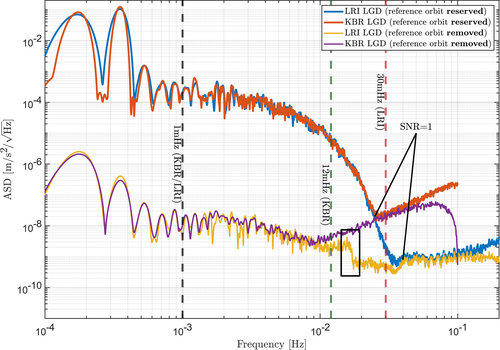 LRI LGD (reference orbit reserved)
KBR LGD (reference orbit reserved)
LRI LGD (reference orbit removed)
KBR LGD (reference orbit removed)
10^-2
10^-4
10^-6
10^-8
10^-10
ASD [m/s²/√Hz]
1mHz (KBR/LRI)
12mHz (KBR)
30mHz (LRI)
SNR=1
10^-4
10^-3
10^-2
10^-1
Frequency [Hz]